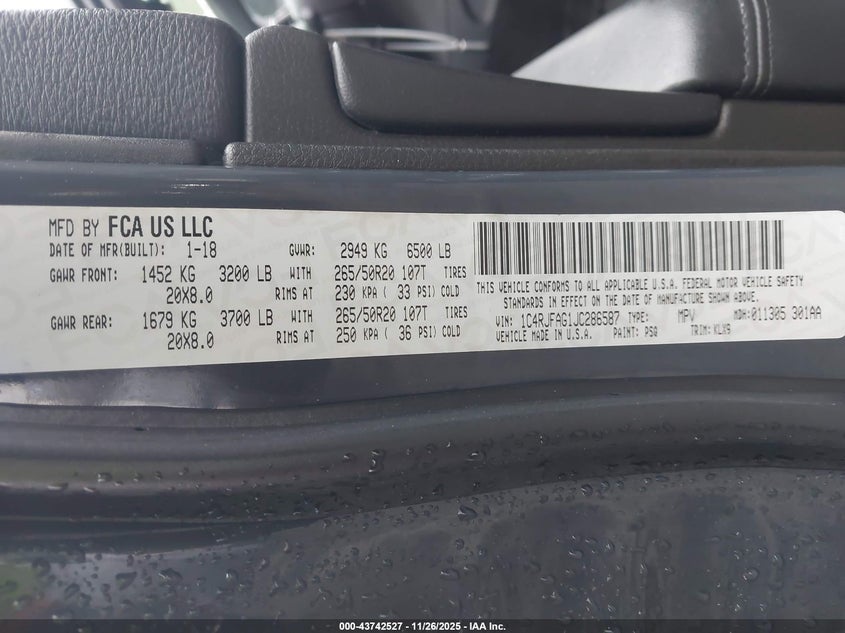 MFD BY FCA US LLC
DATE OF MFR(BUILT): 1-18 GVWR: 2949 KG 6500 LB
GAWR FRONT: 1452 KG 3200 LB WITH 265/50R20 107T TIRES
20X8.0 RIMS AT 230 KPA ( 33 PSI) COLD
GAWR REAR: 1679 KG 3700 LB WITH 265/50R20 107T TIRES
20X8.0 RIMS AT 250 KPA ( 36 PSI) COLD
THIS VEHICLE CONFORMS TO ALL APPLICABLE U.S.A. FEDERAL MOTOR VEHICLE SAFETY
STANDARDS IN EFFECT ON THE DATE OF MANUFACTURE SHOWN ABOVE.
VIN: 1C4RJFAG1JC286587 TYPE: MPV MDH: 011305 301AA
VEHICLE MADE IN U.S.A. PAINT: PSQ TRIM: KLX9
000-43742527 - 11/26/2025 - IAA Inc.